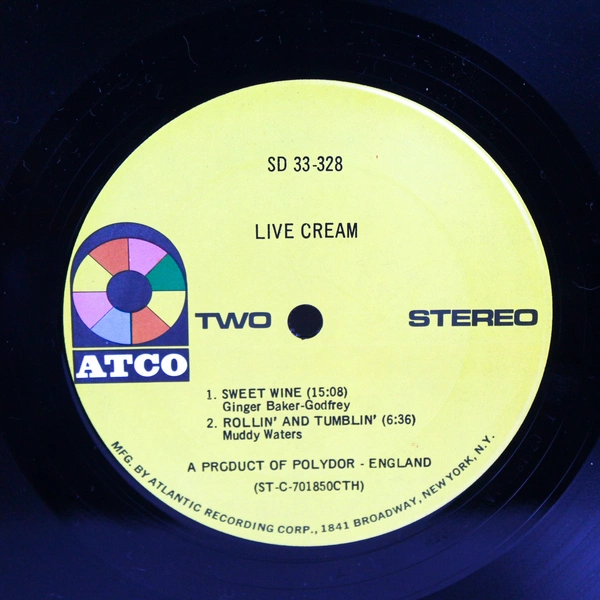 SD 33-328
LIVE CREAM
ATCO
TWO
STEREO
1. SWEET WINE (15:08)
Ginger Baker-Godfrey
2. ROLLIN' AND TUMBLIN' (6:36)
Muddy Waters
A PRODUCT OF POLYDOR - ENGLAND
(ST-C-701850CTH)
MFG. BY ATLANTIC RECORDING CORP., 1841 BROADWAY, NEW YORK, N.Y.